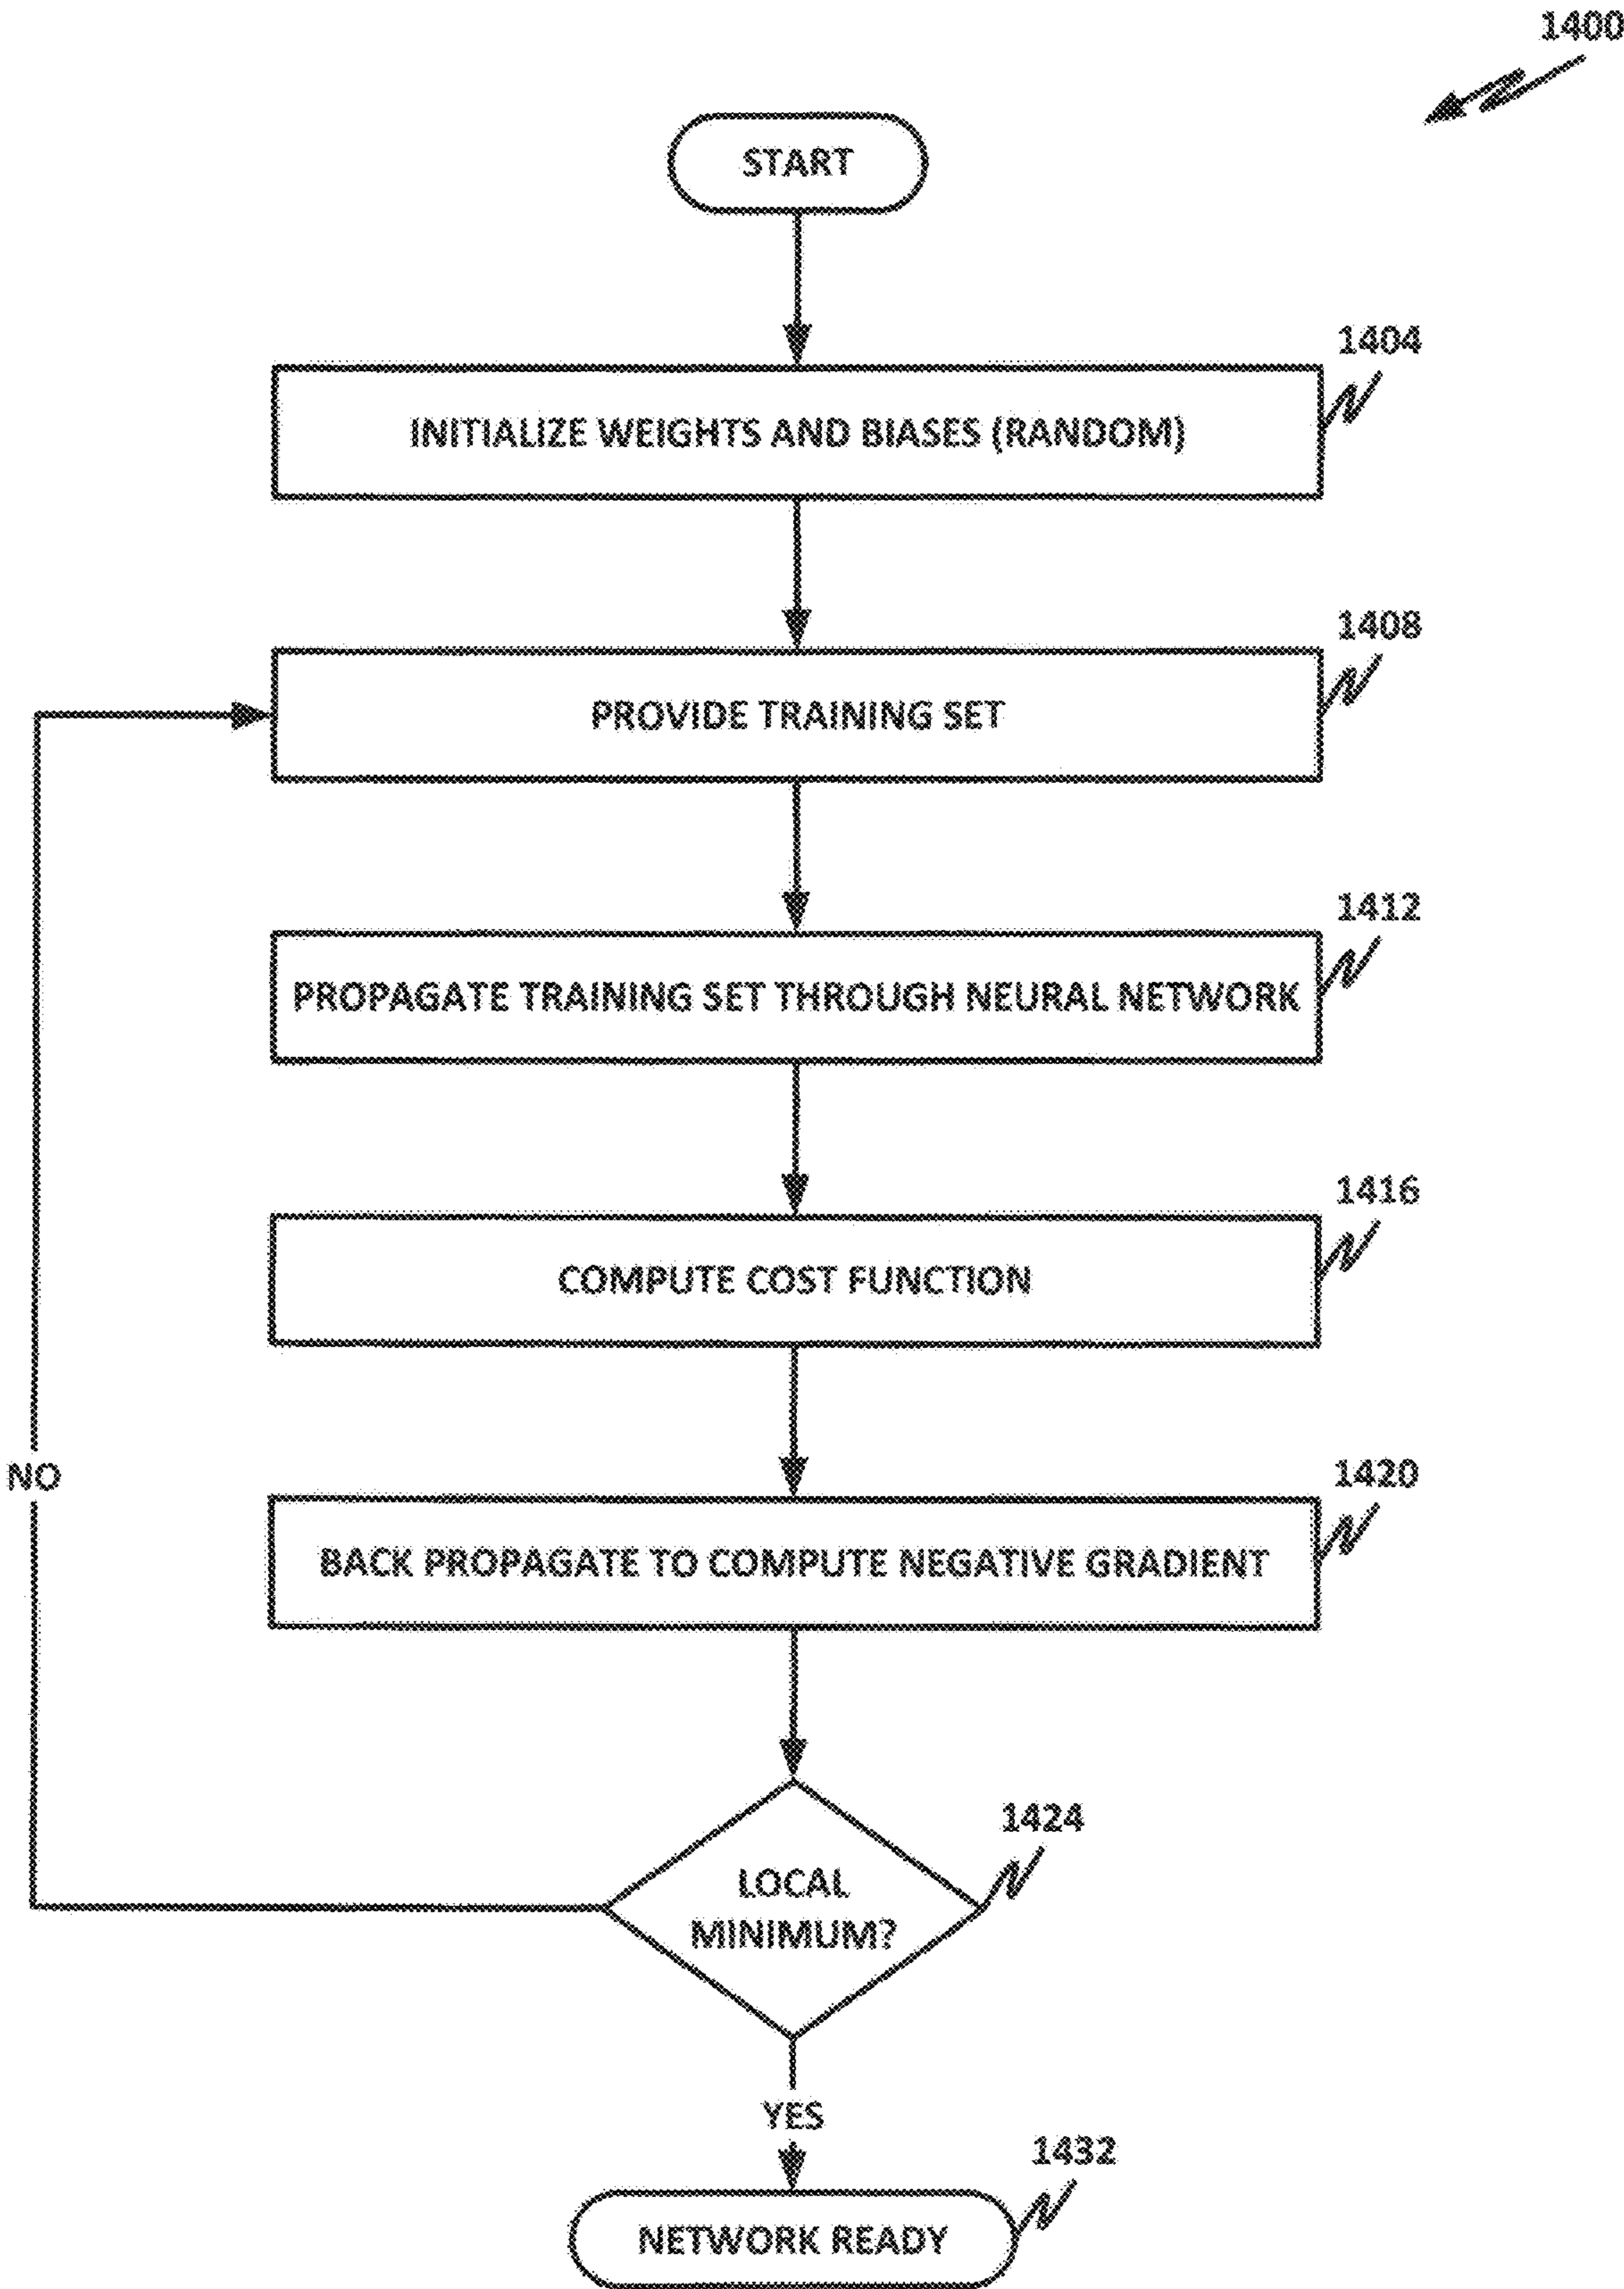 1400
START
1404
INITIALIZE WEIGHTS AND BIASES (RANDOM)
1408
PROVIDE TRAINING SET
1412
PROPAGATE TRAINING SET THROUGH NEURAL NETWORK
1416
COMPUTE COST FUNCTION
NO
1420
BACK PROPAGATE TO COMPUTE NEGATIVE GRADIENT
1424
LOCAL
MINIMUM?
YES
1432
NETWORK READY